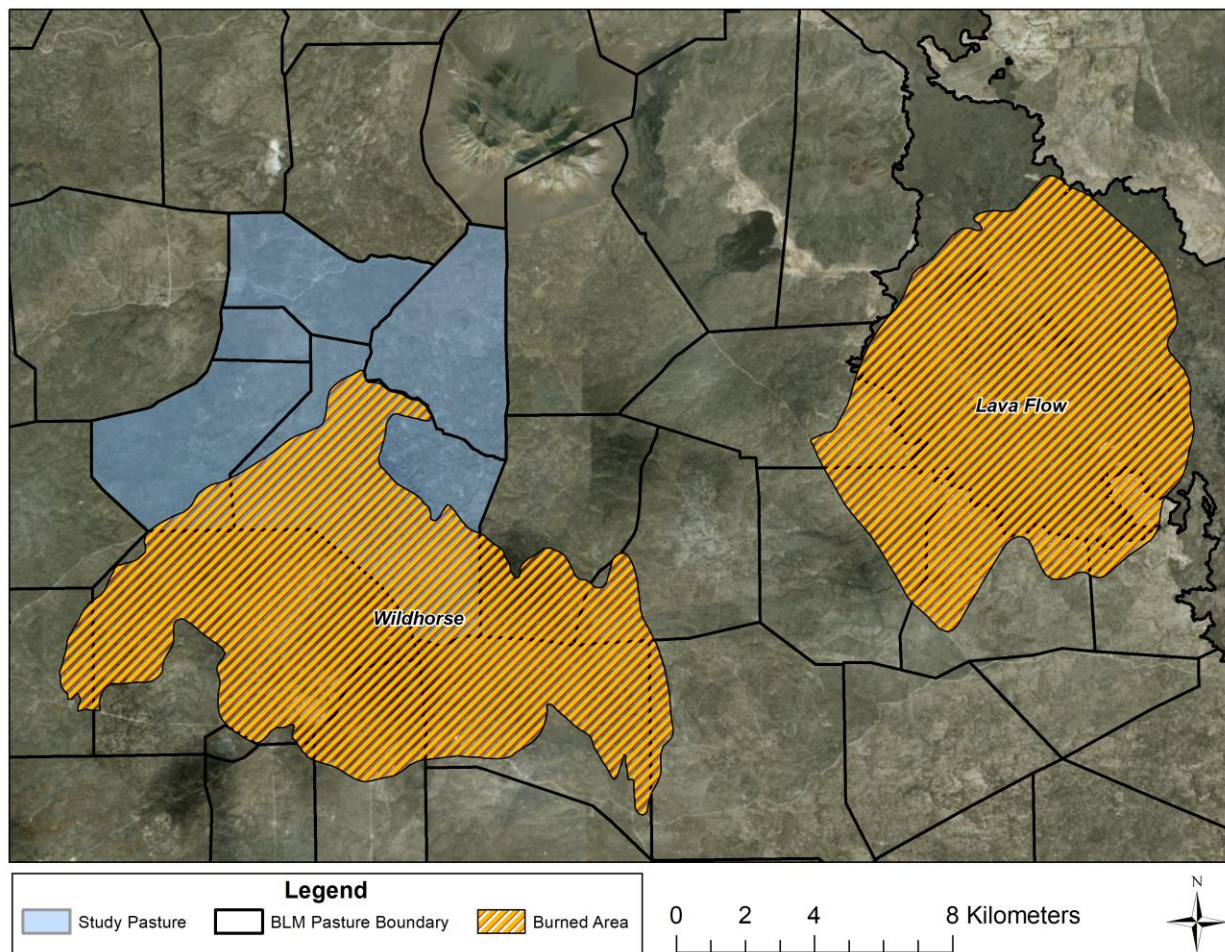 Lava Flow
Wildhorse
Legend
Study Pasture
BLM Pasture Boundary
Burned Area
0 2 4 8 Kilometers
N